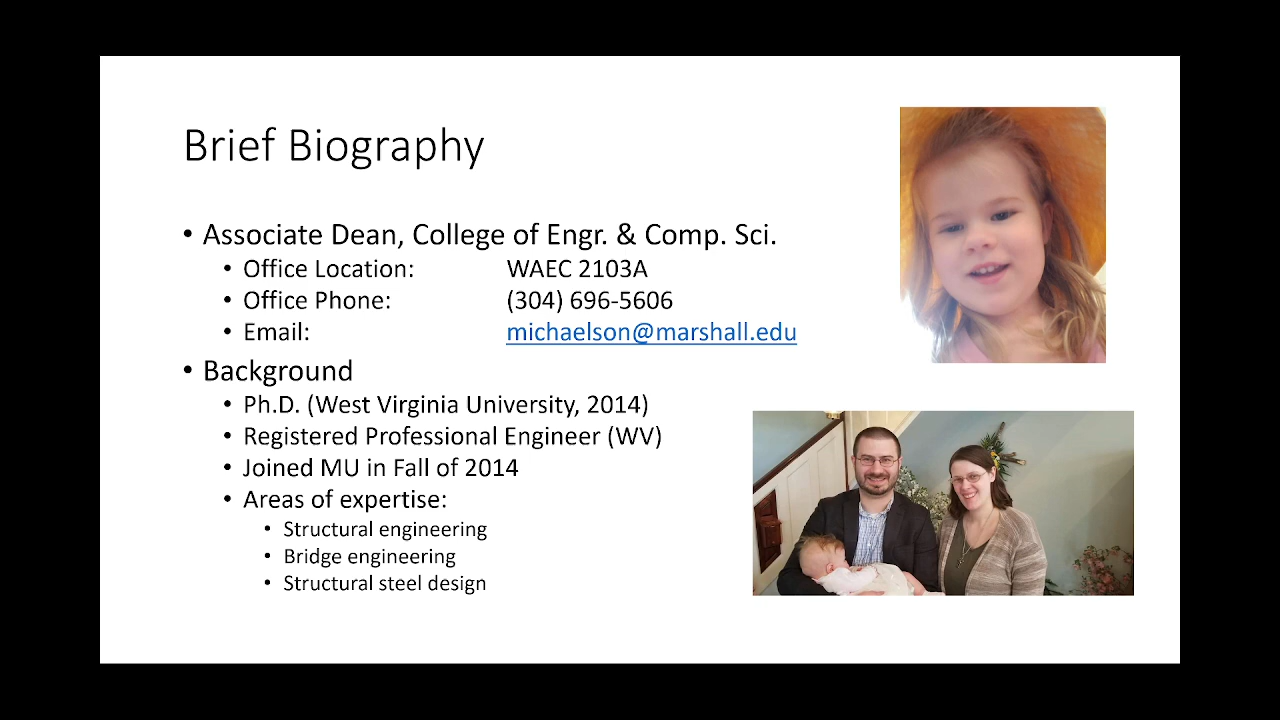 Brief Biography
• Associate Dean, College of Engr. & Comp. Sci.
• Office Location: WAEC 2103A
• Office Phone: (304) 696-5606
• Email: michaelson@marshall.edu
• Background
• Ph.D. (West Virginia University, 2014)
• Registered Professional Engineer (WV)
• Joined MU in Fall of 2014
• Areas of expertise:
• Structural engineering
• Bridge engineering
• Structural steel design